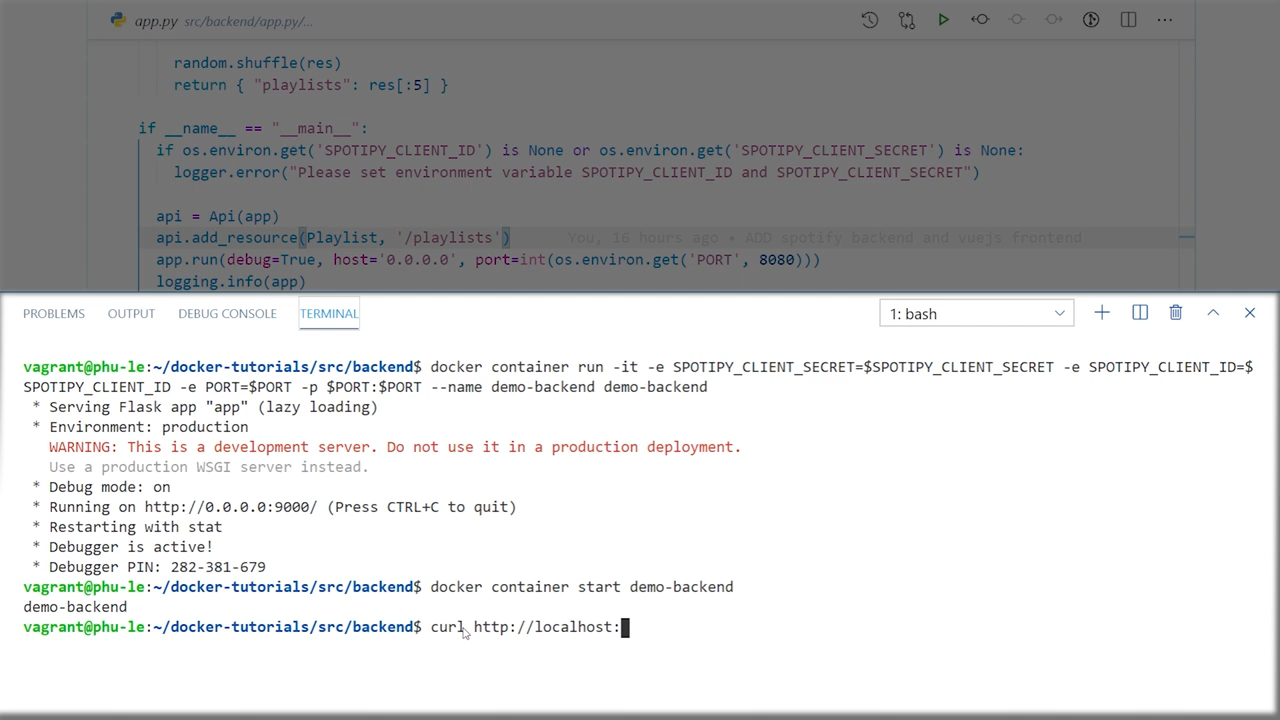 app.py src/backend/app.py/...
random.shuffle(res)
return { "playlists": res[:5] }
if __name__ == "__main__":
if os.environ.get('SPOTIPY_CLIENT_ID') is None or os.environ.get('SPOTIPY_CLIENT_SECRET') is None:
logger.error("Please set environment variable SPOTIPY_CLIENT_ID and SPOTIPY_CLIENT_SECRET")
api = Api(app)
api.add_resource(Playlist, '/playlists') You, 16 hours ago • ADD spotify backend and vuejs frontend
app.run(debug=True, host='0.0.0.0', port=int(os.environ.get('PORT', 8080)))
logging.info(app)
PROBLEMS OUTPUT DEBUG CONSOLE TERMINAL 1: bash
vagrant@phu-le:~/docker-tutorials/src/backend$ docker container run -it -e SPOTIPY_CLIENT_SECRET=$SPOTIPY_CLIENT_SECRET -e SPOTIPY_CLIENT_ID=$
SPOTIPY_CLIENT_ID -e PORT=$PORT -p $PORT:$PORT --name demo-backend demo-backend
* Serving Flask app "app" (lazy loading)
* Environment: production
WARNING: This is a development server. Do not use it in a production deployment.
Use a production WSGI server instead.
* Debug mode: on
* Running on http://0.0.0.0:9000/ (Press CTRL+C to quit)
* Restarting with stat
* Debugger is active!
* Debugger PIN: 282-381-679
vagrant@phu-le:~/docker-tutorials/src/backend$ docker container start demo-backend
demo-backend
vagrant@phu-le:~/docker-tutorials/src/backend$ curl http://localhost: